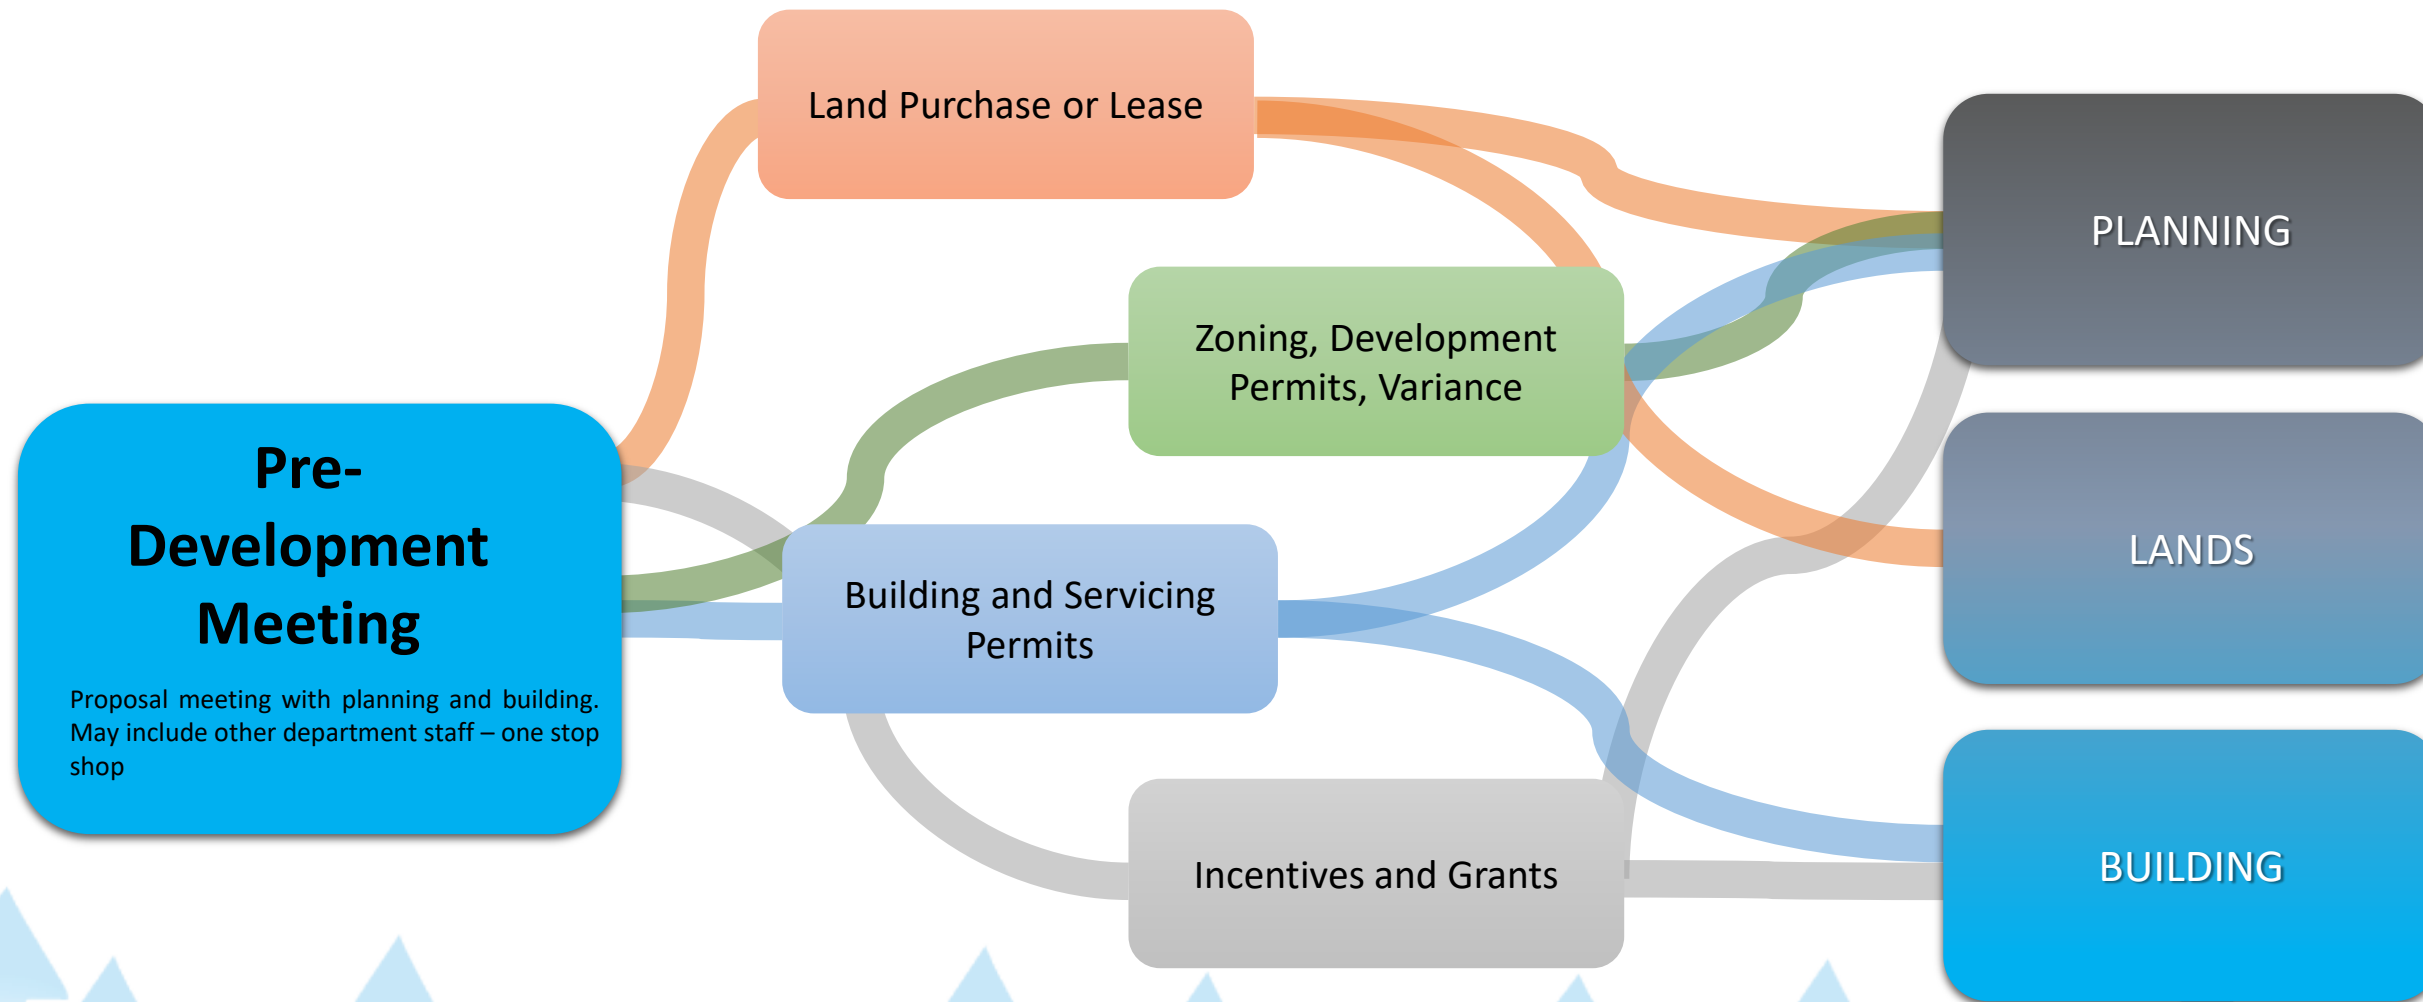 Pre-
Development
Meeting
Proposal meeting with planning and building.
May include other department staff – one stop
shop
Land Purchase or Lease
Zoning, Development
Permits, Variance
Building and Servicing
Permits
Incentives and Grants
PLANNING
LANDS
BUILDING